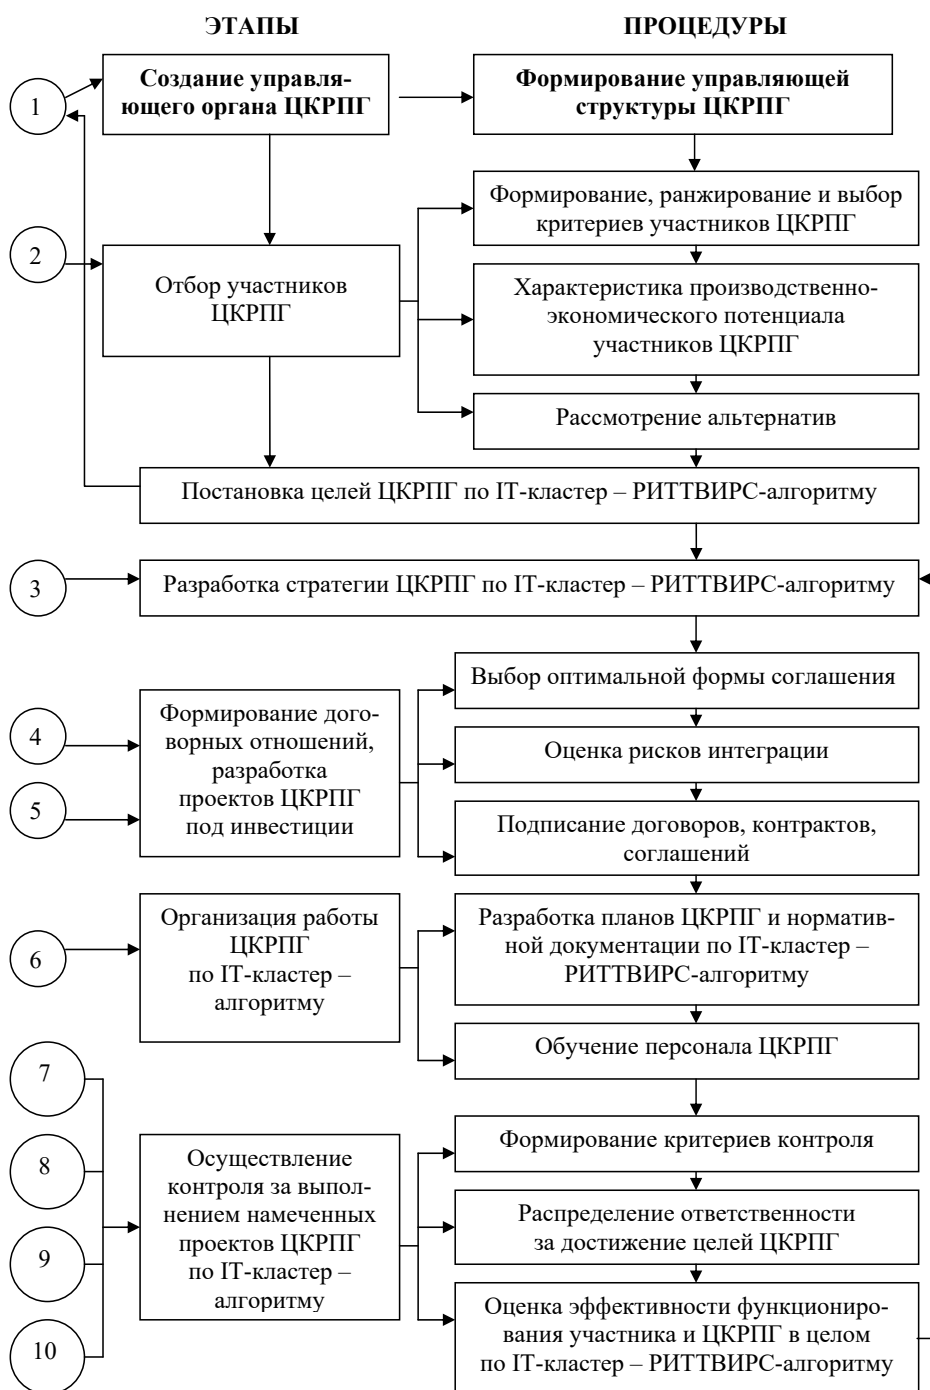 ЭТАПЫ
ПРОЦЕДУРЫ
1
Создание управля-
ющего органа ЦКРПГ
Формирование управляющей
структуры ЦКРПГ
Формирование, ранжирование и выбор
критериев участников ЦКРПГ
2
Отбор участников
ЦКРПГ
Характеристика производственно-
экономического потенциала
участников ЦКРПГ
Рассмотрение альтернатив
Постановка целей ЦКРПГ по IT-кластер – РИТТВИРС-алгоритму
3
Разработка стратегии ЦКРПГ по IT-кластер – РИТТВИРС-алгоритму
4
5
Формирование дого-
ворных отношений,
разработка
проектов ЦКРПГ
под инвестиции
Выбор оптимальной формы соглашения
Оценка рисков интеграции
Подписание договоров, контрактов,
соглашений
6
Организация работы
ЦКРПГ
по IT-кластер –
алгоритму
Разработка планов ЦКРПГ и норматив-
ной документации по IT-кластер –
РИТТВИРС-алгоритму
Обучение персонала ЦКРПГ
7
8
9
10
Осуществление
контроля за выпол-
нением намеченных
проектов ЦКРПГ
по IT-кластер –
алгоритму
Формирование критериев контроля
Распределение ответственности
за достижение целей ЦКРПГ
Оценка эффективности функциониро-
вания участника и ЦКРПГ в целом
по IT-кластер – РИТТВИРС-алгоритму